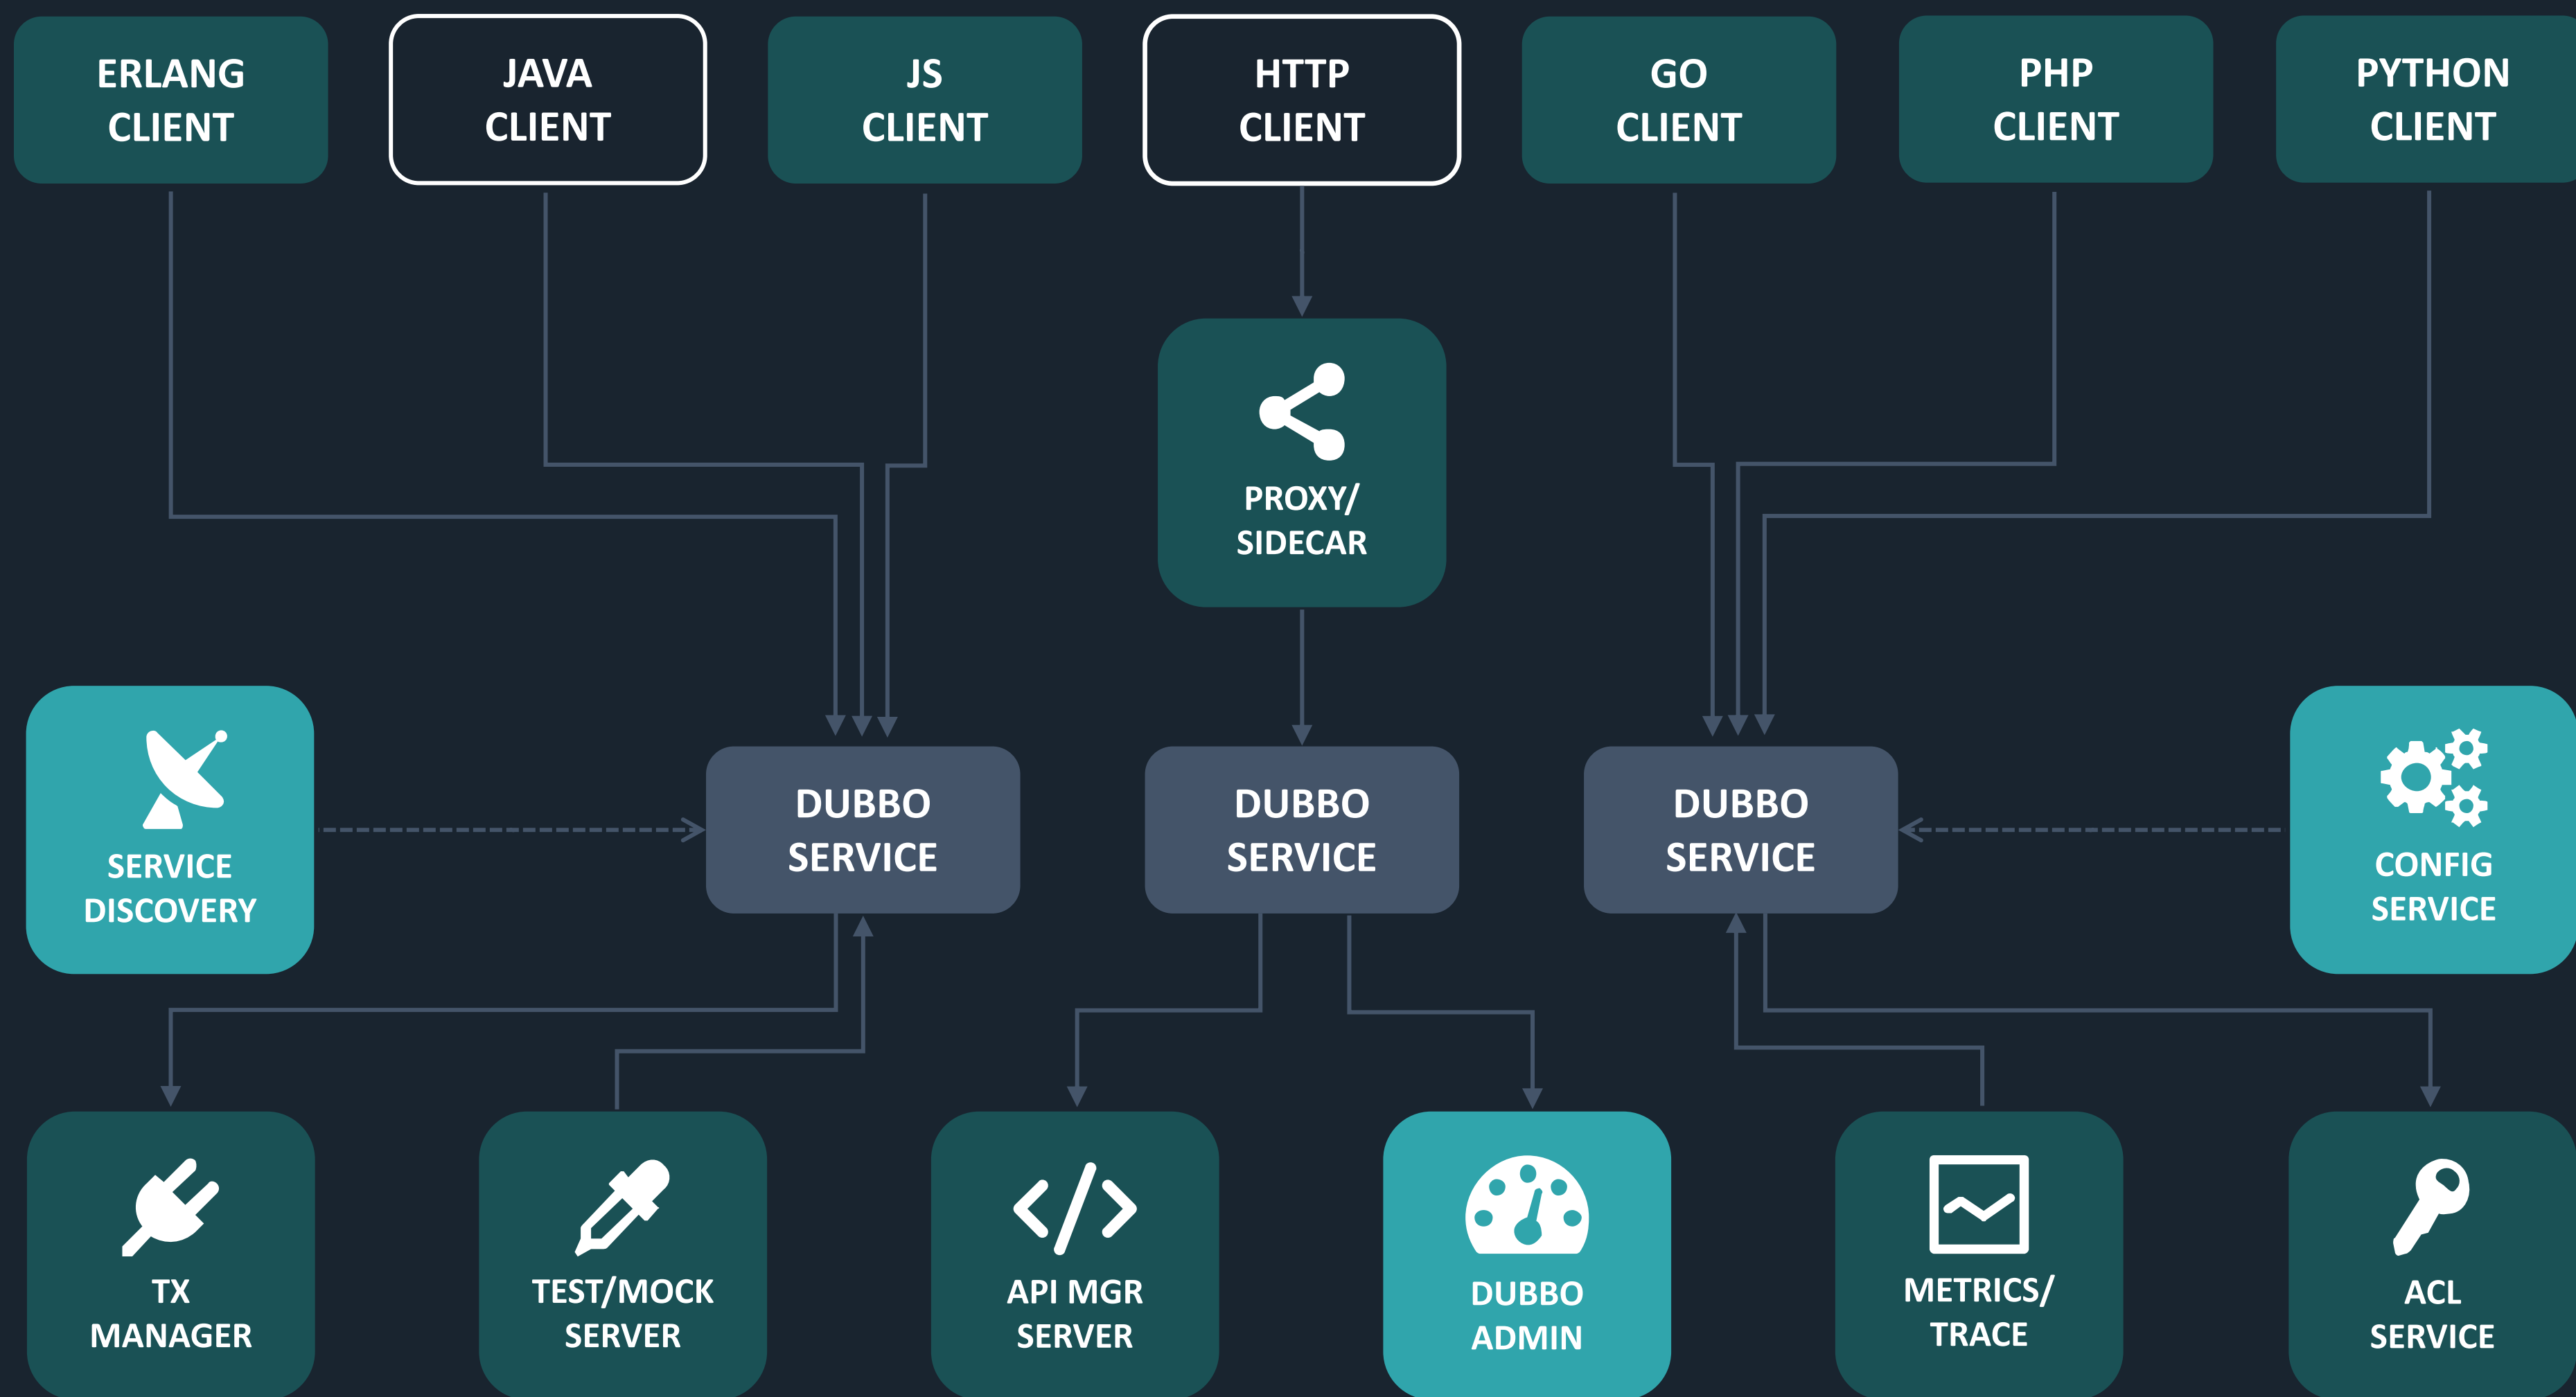 ERLANG
CLIENT
JAVA
CLIENT
JS
CLIENT
HTTP
CLIENT
GO
CLIENT
PHP
CLIENT
PYTHON
CLIENT
PROXY/
SIDECAR
SERVICE
DISCOVERY
DUBBO
SERVICE
DUBBO
SERVICE
DUBBO
SERVICE
CONFIG
SERVICE
TX
MANAGER
TEST/MOCK
SERVER
API MGR
SERVER
DUBBO
ADMIN
METRICS/
TRACE
ACL
SERVICE